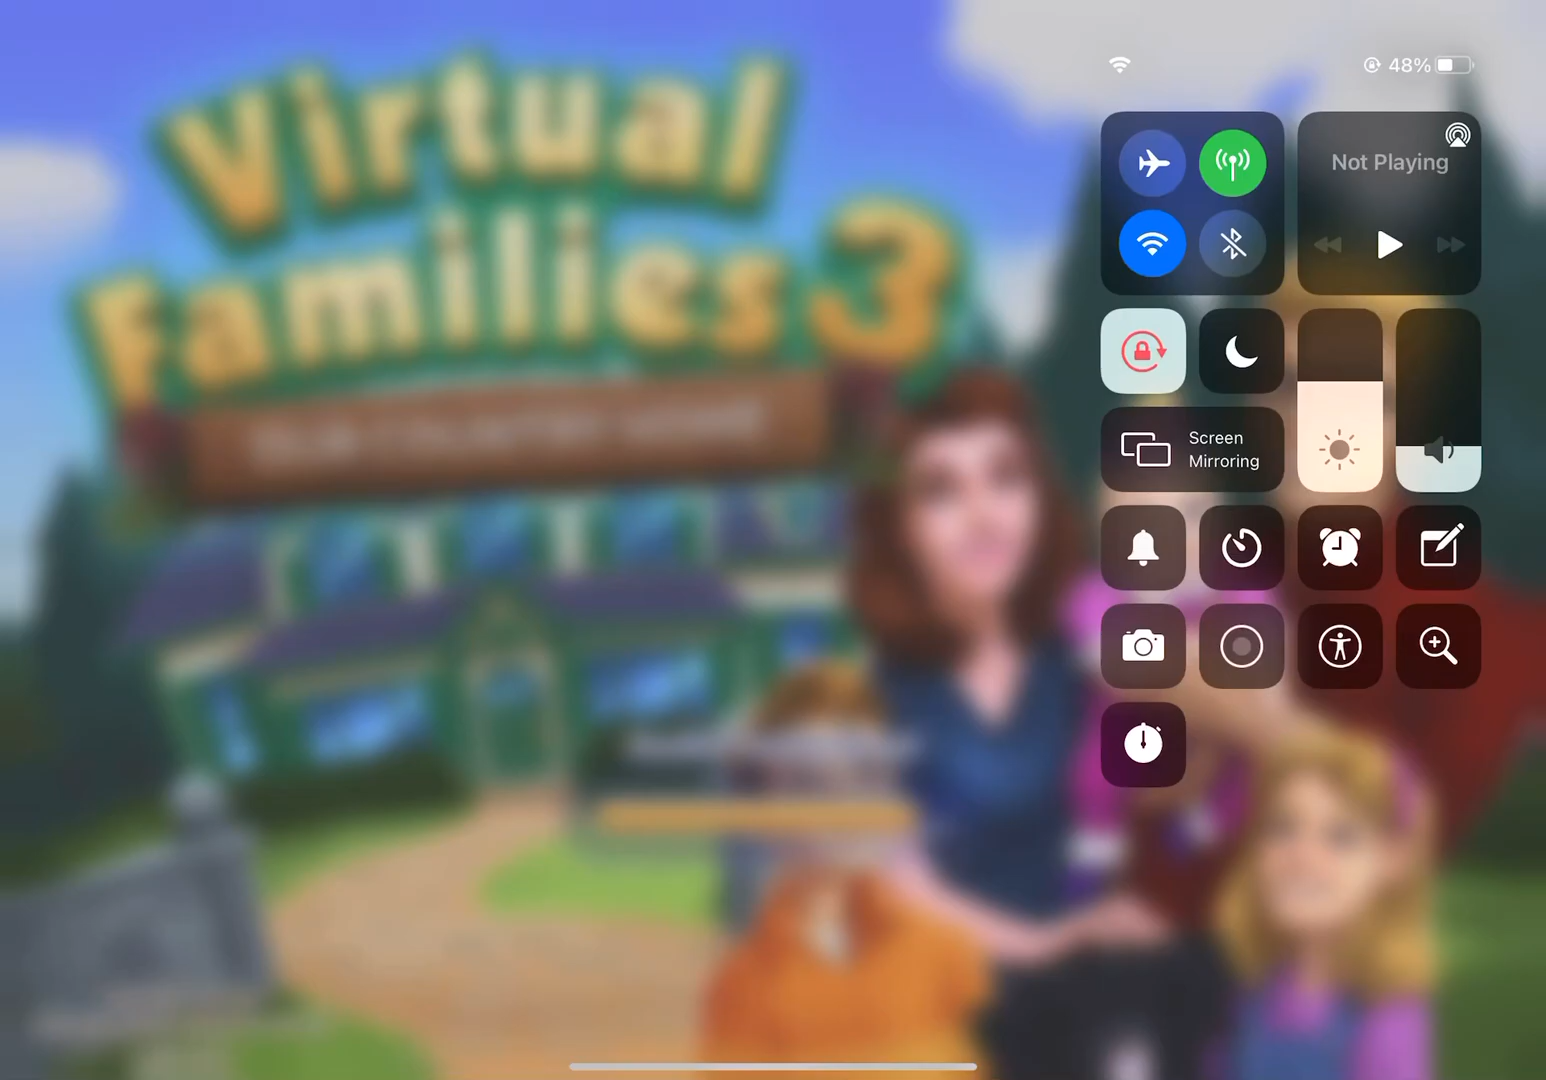 Virtual
Families 3
48%
Not Playing
Screen
Mirroring